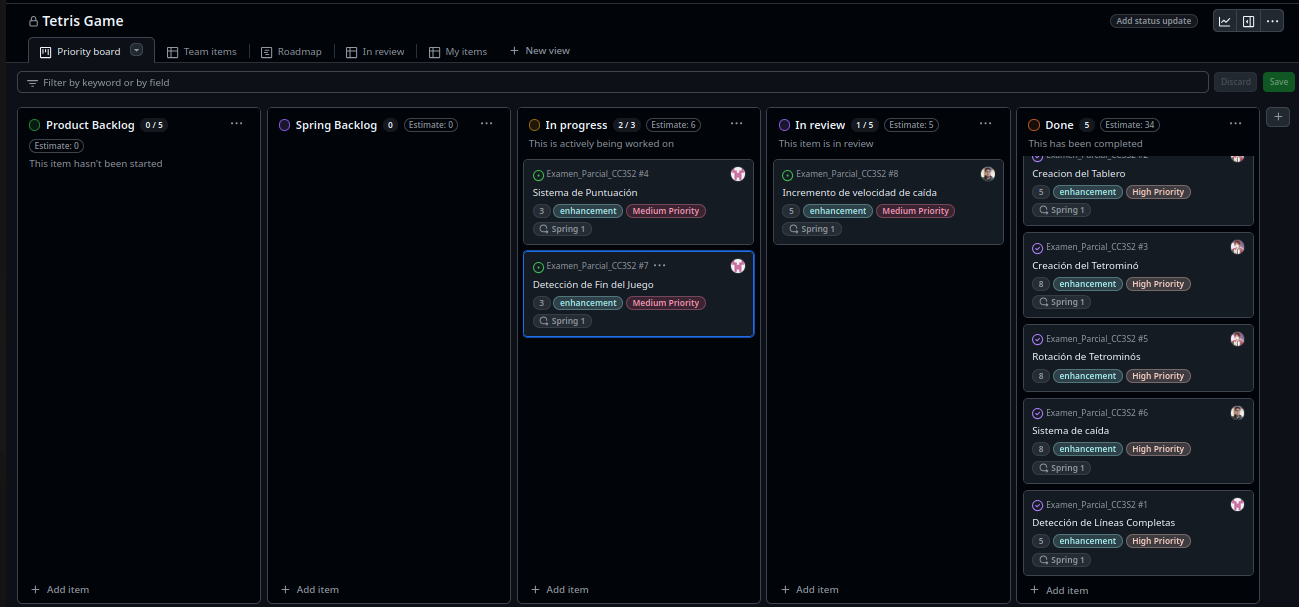 Tetris Game
Add status update
Priority board
Team items
Roadmap
In review
My items
New view
Filter by keyword or by field
Discard
Save
Product Backlog 0 / 5
Estimate: 0
This item hasn't been started
Add item
Spring Backlog 0 Estimate: 0
Add item
In progress 2 / 3 Estimate: 6
This is actively being worked on
Examen_Parcial_CC3S2 #4
Sistema de Puntuación
3 enhancement Medium Priority
Spring 1
Examen_Parcial_CC3S2 #7
Detección de Fin del Juego
3 enhancement Medium Priority
Spring 1
Add item
In review 1 / 5 Estimate: 5
This item is in review
Examen_Parcial_CC3S2 #8
Incremento de velocidad de caída
5 enhancement Medium Priority
Spring 1
Add item
Done 5 Estimate: 34
This has been completed
Examen_Parcial_CC3S2 #2
Creacion del Tablero
5 enhancement High Priority
Spring 1
Examen_Parcial_CC3S2 #3
Creación del Tetrominó
8 enhancement High Priority
Spring 1
Examen_Parcial_CC3S2 #5
Rotación de Tetrominós
8 enhancement High Priority
Examen_Parcial_CC3S2 #6
Sistema de caída
8 enhancement High Priority
Spring 1
Examen_Parcial_CC3S2 #1
Detección de Líneas Completas
5 enhancement High Priority
Spring 1
Add item